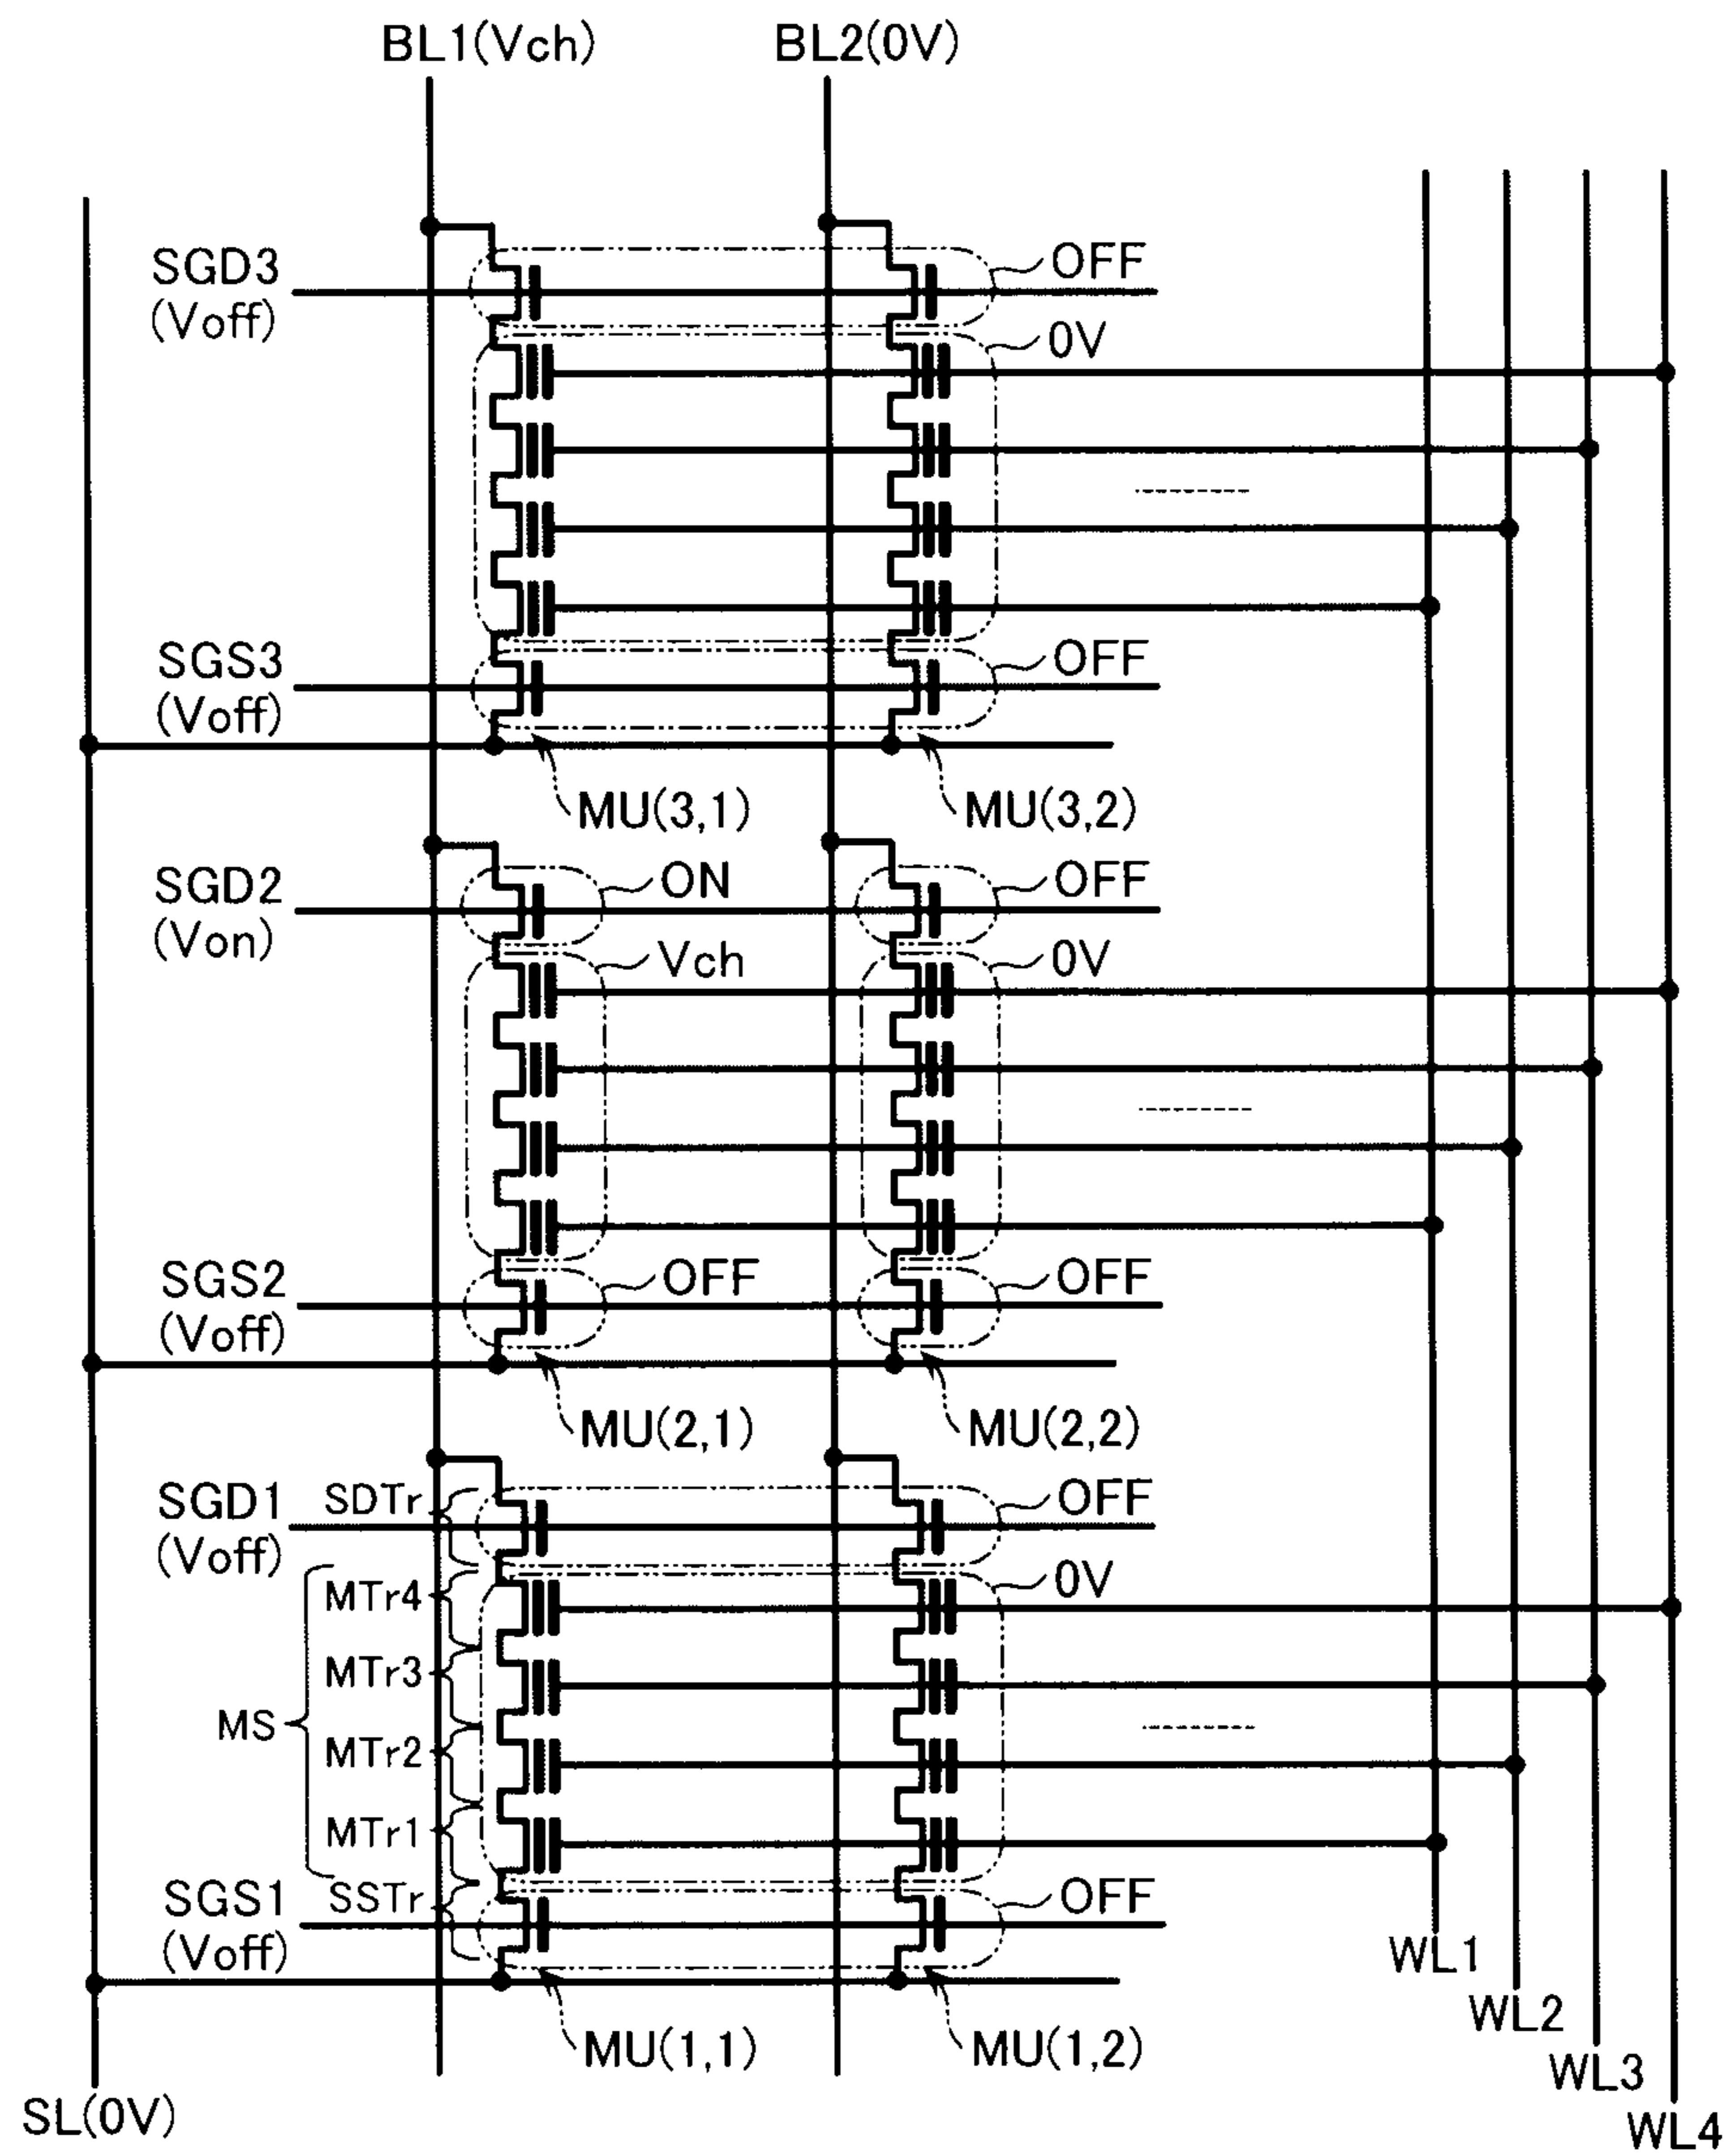 BL1(Vch) BL2(0V)
SGD3
(Voff)
OFF
0V
SGS3
(Voff)
OFF
MU(3,1) MU(3,2)
SGD2
(Von)
ON OFF
Vch 0V
SGS2
(Voff)
OFF OFF
MU(2,1) MU(2,2)
SGD1
(Voff)
SDTr
OFF
MTr4
0V
MTr3
MS
MTr2
MTr1
SGS1
(Voff)
SSTr
OFF
MU(1,1) MU(1,2)
WL1
WL2
WL3
WL4
SL(0V)